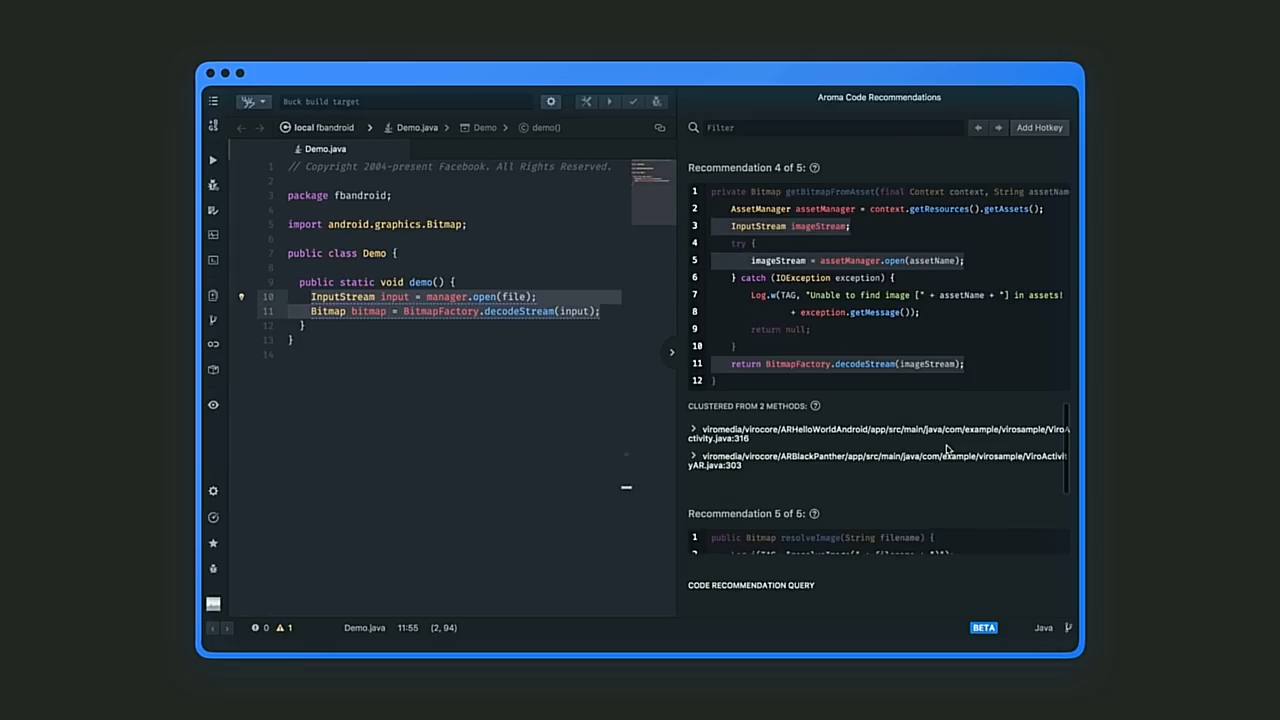 Buck build target
local fbandroid
Demo.java
Demo
demo()
Demo.java
1 // Copyright 2004-present Facebook. All Rights Reserved.
2
3 package fbandroid;
4
5 import android.graphics.Bitmap;
6
7 public class Demo {
8
9 public static void demo() {
10 InputStream input = manager.open(file);
11 Bitmap bitmap = BitmapFactory.decodeStream(input);
12 }
13 }
14
0 1 Demo.java 11:55 (2, 94)
Aroma Code Recommendations
Filter
Add Hotkey
Recommendation 4 of 5:
1 private Bitmap getBitmapFromAsset(final Context context, String assetNam
2 AssetManager assetManager = context.getResources().getAssets();
3 InputStream imageStream;
4 try {
5 imageStream = assetManager.open(assetName);
6 } catch (IOException exception) {
7 Log.w(TAG, "Unable to find image [" + assetName + "] in assets!
8 + exception.getMessage());
9 return null;
10 }
11 return BitmapFactory.decodeStream(imageStream);
12 }
CLUSTERED FROM 2 METHODS:
viromedia/virocore/ARHelloWorldAndroid/app/src/main/java/com/example/virosample/ViroA
ctivity.java:316
viromedia/virocore/ARBlackPanther/app/src/main/java/com/example/virosample/ViroActivit
yAR.java:303
Recommendation 5 of 5:
1 public Bitmap resolveImage(String filename) {
2
CODE RECOMMENDATION QUERY
BETA Java